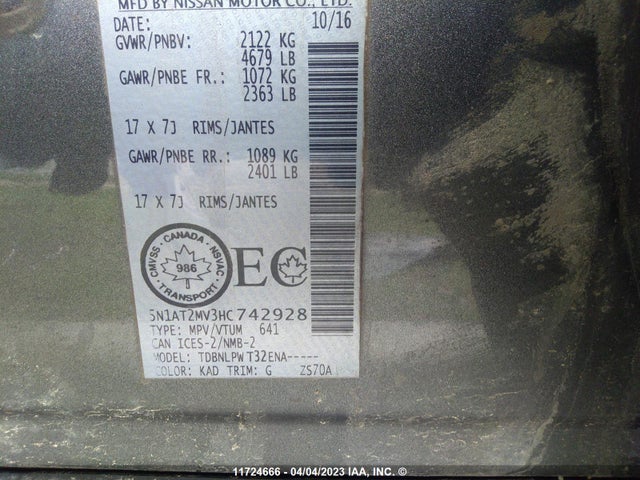 MFD BY NISSAN MOTOR CO., LTD.
DATE: 10/16
GVWR/PNBV: 2122 KG
4679 LB
GAWR/PNBE FR.: 1072 KG
2363 LB
17 X 7J RIMS/JANTES
GAWR/PNBE RR.: 1089 KG
2401 LB
17 X 7J RIMS/JANTES
CMVSS · CANADA · NSVAC · TRANSPORT ·
986
EC
5N1AT2MV3HC742928
TYPE: MPV/VTUM 641
CAN ICES-2/NMB-2
MODEL: TDBNLPW T32ENA-----
COLOR: KAD TRIM: G ZS70A
11724666 - 04/04/2023 IAA, INC. ©